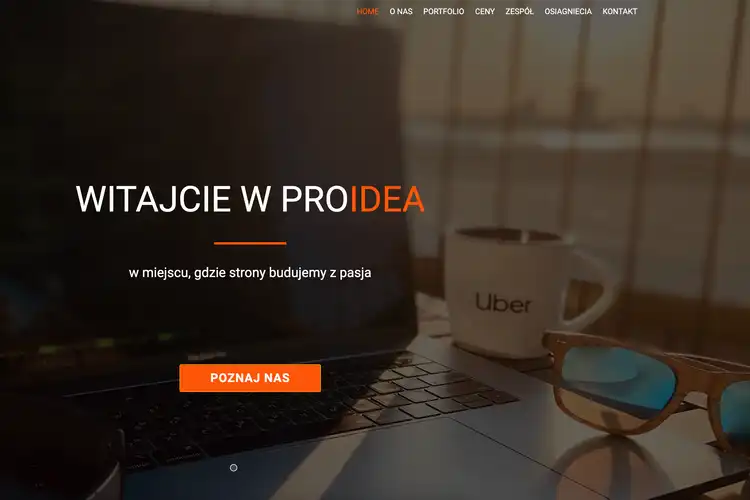 HOME O NAS PORTFOLIO CENY ZESPÓŁ OSIAGNIECIA KONTAKT
WITAJCIE W PROIDEA
w miejscu, gdzie strony budujemy z pasja
Uber
POZNAJ NAS